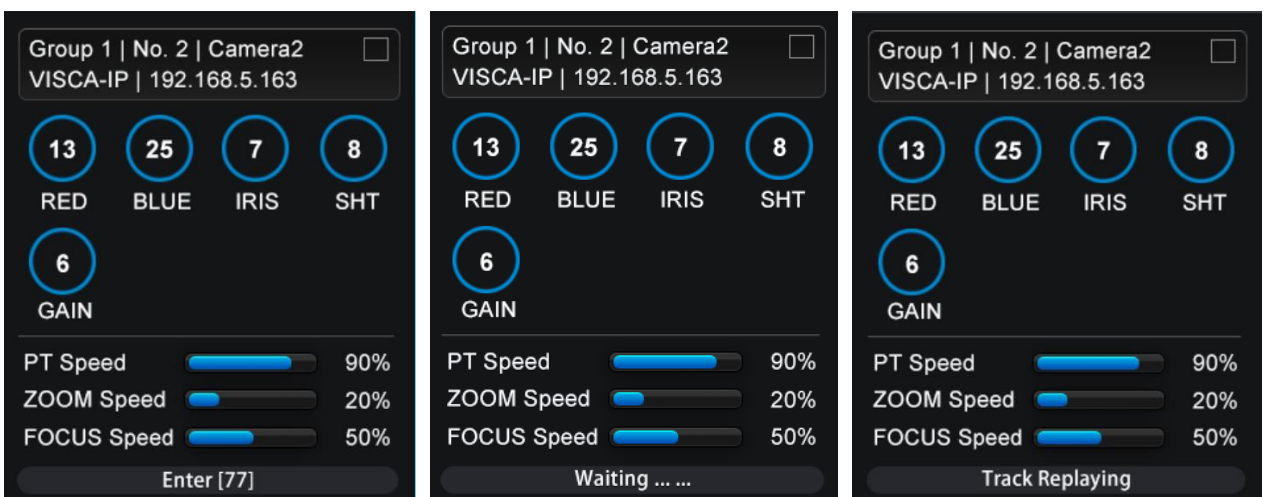 Group 1 | No. 2 | Camera2
VISCA-IP | 192.168.5.163
13 25 7 8
RED BLUE IRIS SHT
6
GAIN
PT Speed 90%
ZOOM Speed 20%
FOCUS Speed 50%
Enter [77]
Group 1 | No. 2 | Camera2
VISCA-IP | 192.168.5.163
13 25 7 8
RED BLUE IRIS SHT
6
GAIN
PT Speed 90%
ZOOM Speed 20%
FOCUS Speed 50%
Waiting ... ...
Group 1 | No. 2 | Camera2
VISCA-IP | 192.168.5.163
13 25 7 8
RED BLUE IRIS SHT
6
GAIN
PT Speed 90%
ZOOM Speed 20%
FOCUS Speed 50%
Track Replaying